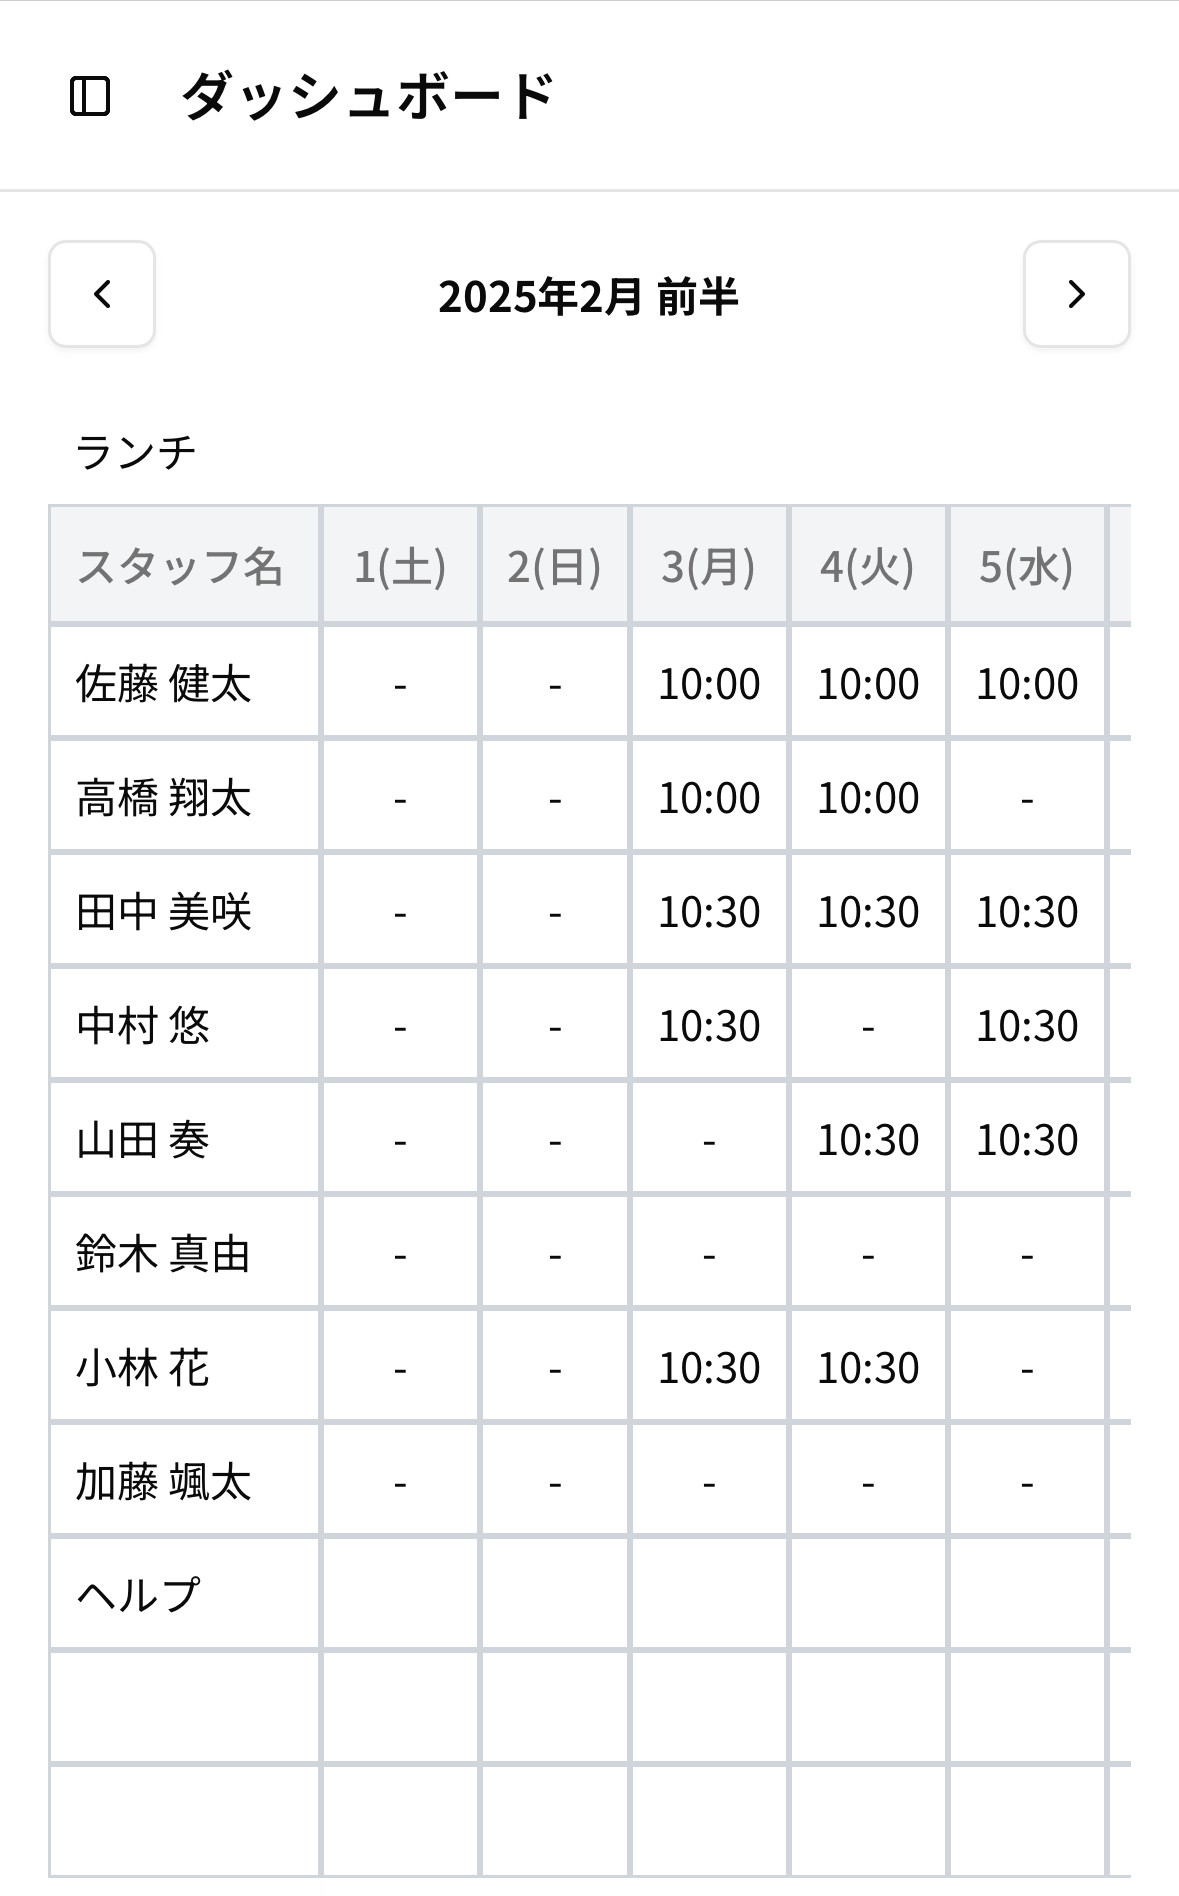 ダッシュボード
2025年2月 前半
ランチ
スタッフ名 1(土) 2(日) 3(月) 4(火) 5(水)
佐藤 健太 - - 10:00 10:00 10:00
高橋 翔太 - - 10:00 10:00 -
田中 美咲 - - 10:30 10:30 10:30
中村 悠 - - 10:30 - 10:30
山田 奏 - - - 10:30 10:30
鈴木 真由 - - - - -
小林 花 - - 10:30 10:30 -
加藤 颯太 - - - - -
ヘルプ